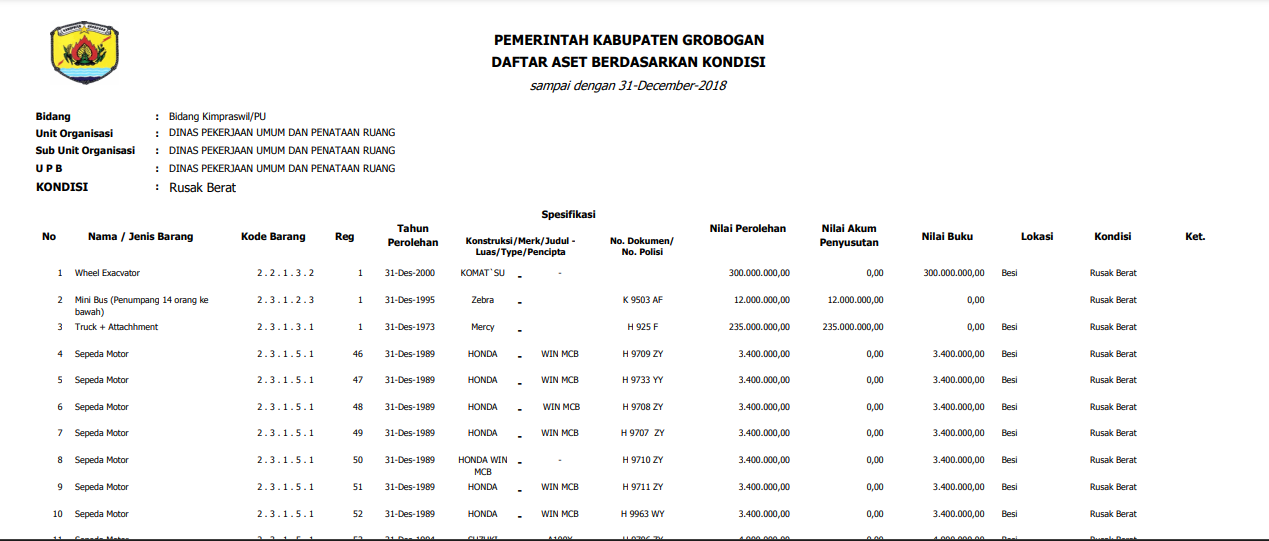 PEMERINTAH KABUPATEN GROBOGAN
DAFTAR ASET BERDASARKAN KONDISI
sampai dengan 31-December-2018
Bidang : Bidang Kimpraswil/PU
Unit Organisasi : DINAS PEKERJAAN UMUM DAN PENATAAN RUANG
Sub Unit Organisasi : DINAS PEKERJAAN UMUM DAN PENATAAN RUANG
U P B : DINAS PEKERJAAN UMUM DAN PENATAAN RUANG
KONDISI : Rusak Berat
Spesifikasi
No Nama / Jenis Barang Kode Barang Reg Tahun Perolehan Konstruksi/Merk/Judul - Luas/Type/Pencipta No. Dokumen/ No. Polisi Nilai Perolehan Nilai Akum Penyusutan Nilai Buku Lokasi Kondisi Ket.
1 Wheel Exacvator 2 . 2 . 1 . 3 . 2 1 31-Des-2000 KOMAT`SU - - 300.000.000,00 0,00 300.000.000,00 Besi Rusak Berat
2 Mini Bus (Penumpang 14 orang ke bawah) 2 . 3 . 1 . 2 . 3 1 31-Des-1995 Zebra - K 9503 AF 12.000.000,00 12.000.000,00 0,00 Rusak Berat
3 Truck + Attachhment 2 . 3 . 1 . 3 . 1 1 31-Des-1973 Mercy - H 925 F 235.000.000,00 235.000.000,00 0,00 Besi Rusak Berat
4 Sepeda Motor 2 . 3 . 1 . 5 . 1 46 31-Des-1989 HONDA - WIN MCB H 9709 ZY 3.400.000,00 0,00 3.400.000,00 Besi Rusak Berat
5 Sepeda Motor 2 . 3 . 1 . 5 . 1 47 31-Des-1989 HONDA - WIN MCB H 9733 YY 3.400.000,00 0,00 3.400.000,00 Besi Rusak Berat
6 Sepeda Motor 2 . 3 . 1 . 5 . 1 48 31-Des-1989 HONDA - WIN MCB H 9708 ZY 3.400.000,00 0,00 3.400.000,00 Besi Rusak Berat
7 Sepeda Motor 2 . 3 . 1 . 5 . 1 49 31-Des-1989 HONDA - WIN MCB H 9707 ZY 3.400.000,00 0,00 3.400.000,00 Besi Rusak Berat
8 Sepeda Motor 2 . 3 . 1 . 5 . 1 50 31-Des-1989 HONDA WIN MCB - - H 9710 ZY 3.400.000,00 0,00 3.400.000,00 Besi Rusak Berat
9 Sepeda Motor 2 . 3 . 1 . 5 . 1 51 31-Des-1989 HONDA - WIN MCB H 9711 ZY 3.400.000,00 0,00 3.400.000,00 Besi Rusak Berat
10 Sepeda Motor 2 . 3 . 1 . 5 . 1 52 31-Des-1989 HONDA - WIN MCB H 9963 WY 3.400.000,00 0,00 3.400.000,00 Besi Rusak Berat